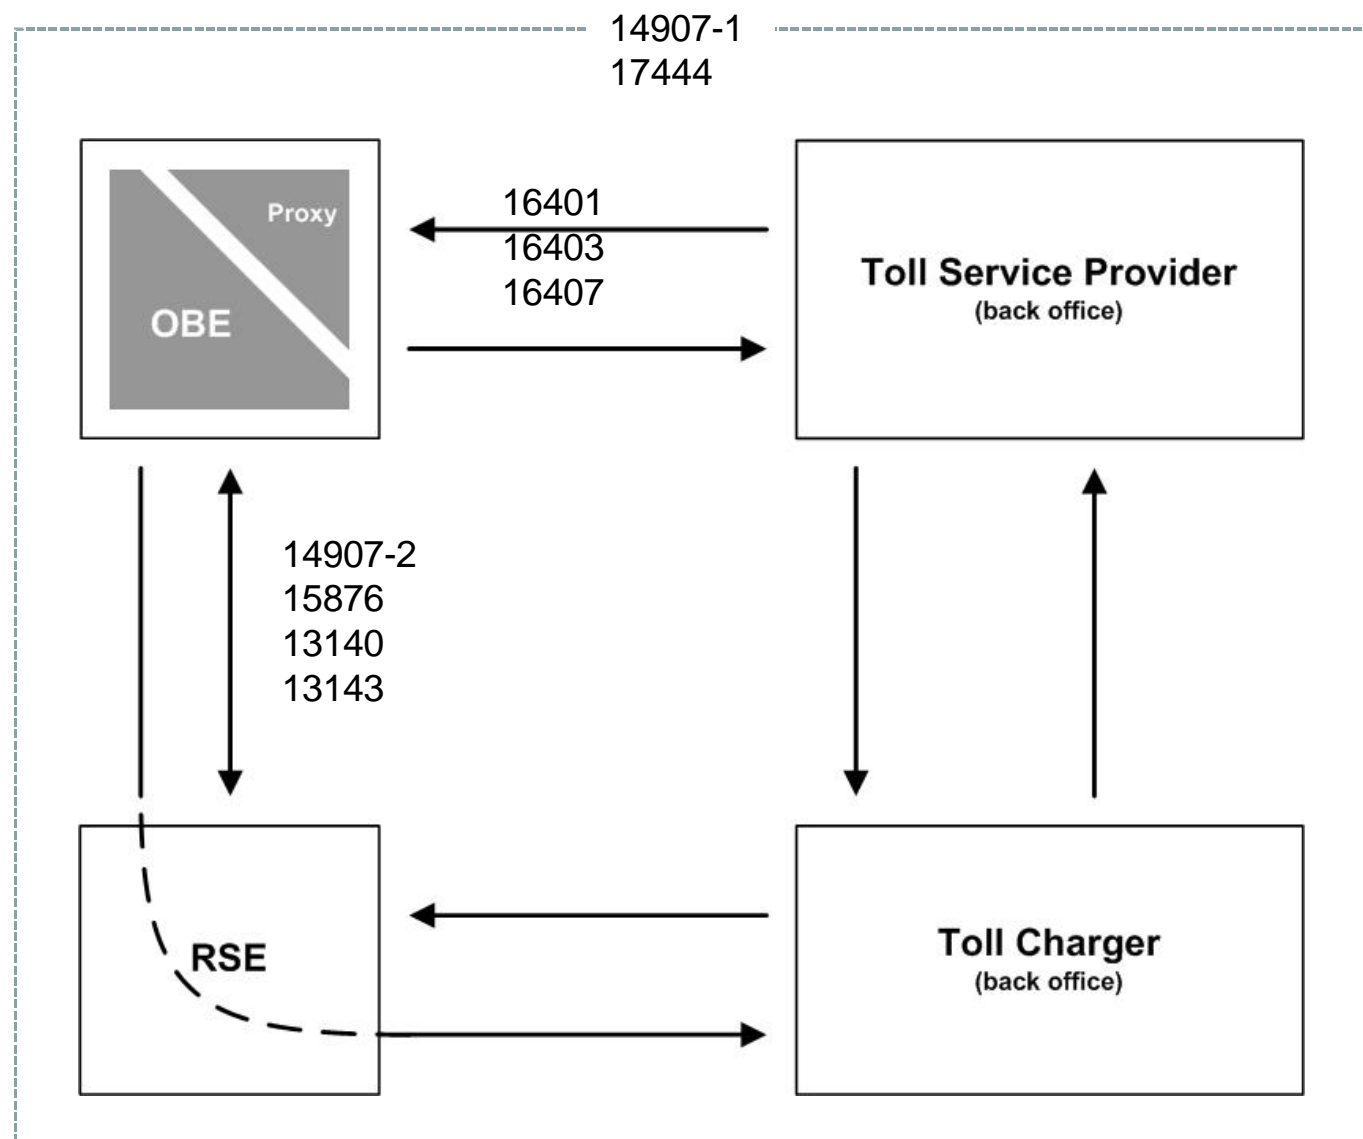 14907-1
17444
Proxy
OBE
16401
16403
16407
Toll Service Provider
(back office)
14907-2
15876
13140
13143
RSE
Toll Charger
(back office)